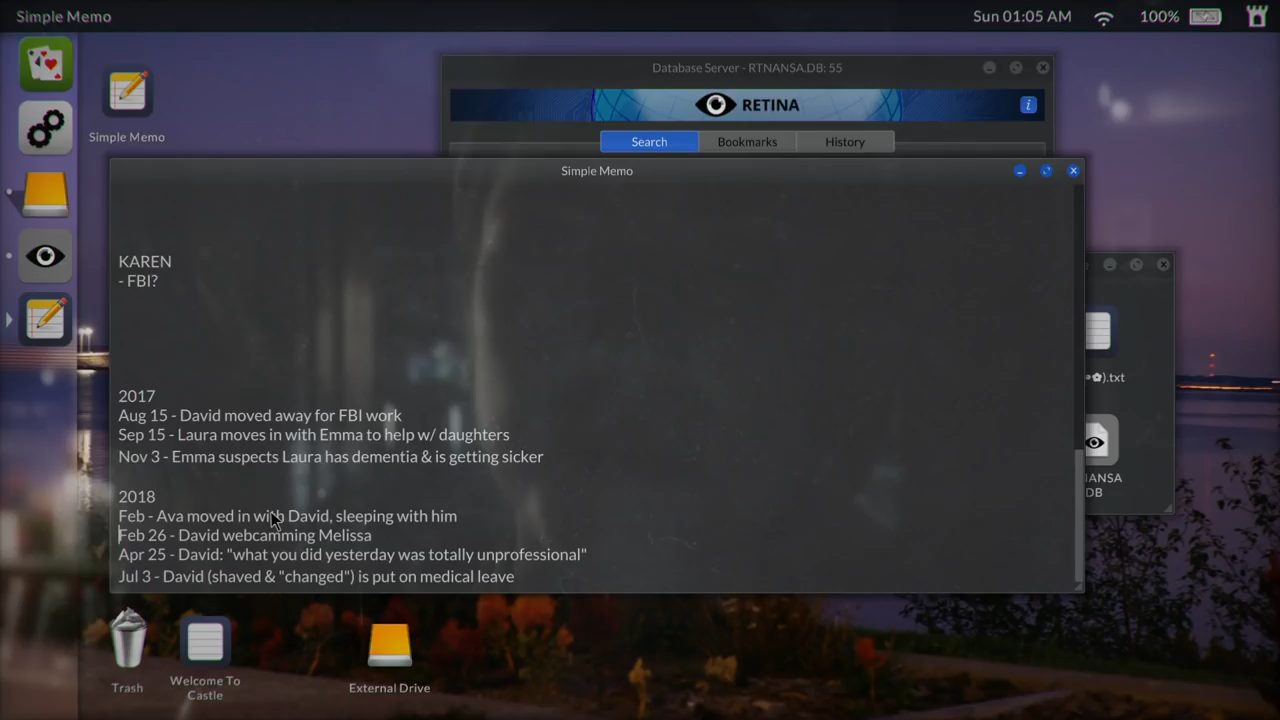 Simple Memo
Sun 01:05 AM
100%
Simple Memo
Database Server - RTNANSA.DB: 55
RETINA
i
Search
Bookmarks
History
Simple Memo
KAREN
- FBI?
2017
Aug 15 - David moved away for FBI work
Sep 15 - Laura moves in with Emma to help w/ daughters
Nov 3 - Emma suspects Laura has dementia & is getting sicker
2018
Feb - Ava moved in with David, sleeping with him
Feb 26 - David webcamming Melissa
Apr 25 - David: "what you did yesterday was totally unprofessional"
Jul 3 - David (shaved & "changed") is put on medical leave
✿).txt
DB
Trash
Welcome To
Castle
External Drive